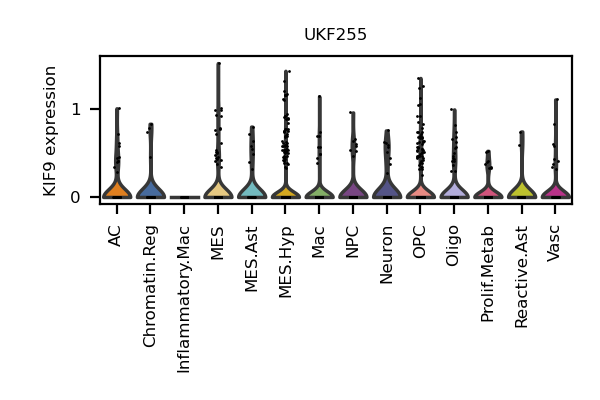 UKF255
KIF9 expression
1
0
AC
Chromatin.Reg
Inflammatory.Mac
MES
MES.Ast
MES.Hyp
Mac
NPC
Neuron
OPC
Oligo
Prolif.Metab
Reactive.Ast
Vasc